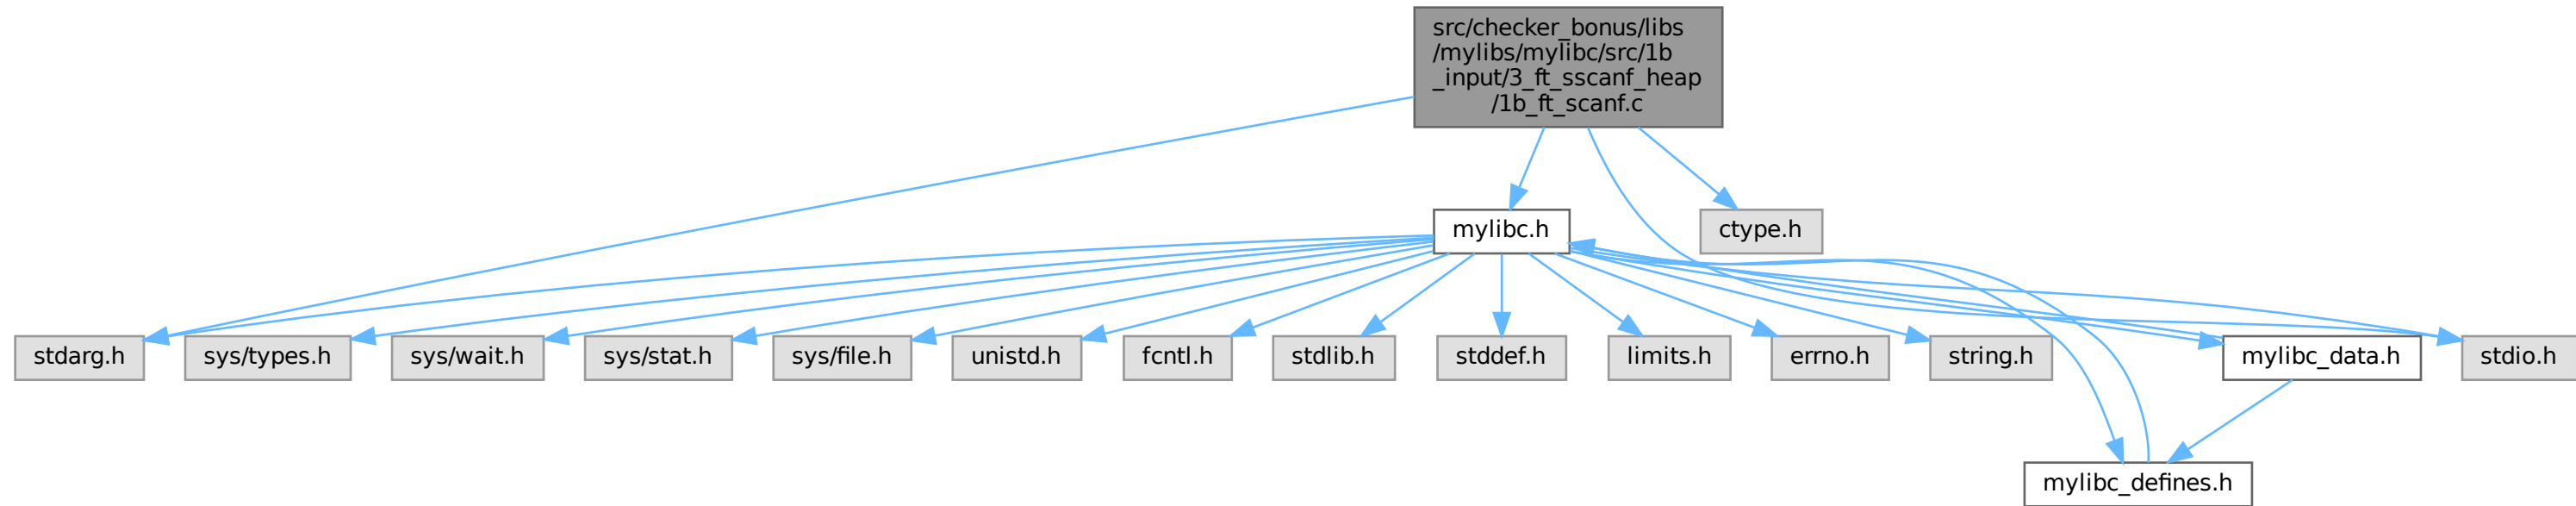 src/checker_bonus/libs
/mylibs/mylibc/src/1b
_input/3_ft_sscanf_heap
/1b_ft_scanf.c
mylibc.h
ctype.h
stdarg.h
sys/types.h
sys/wait.h
sys/stat.h
sys/file.h
unistd.h
fcntl.h
stdlib.h
stddef.h
limits.h
errno.h
string.h
mylibc_data.h
stdio.h
mylibc_defines.h